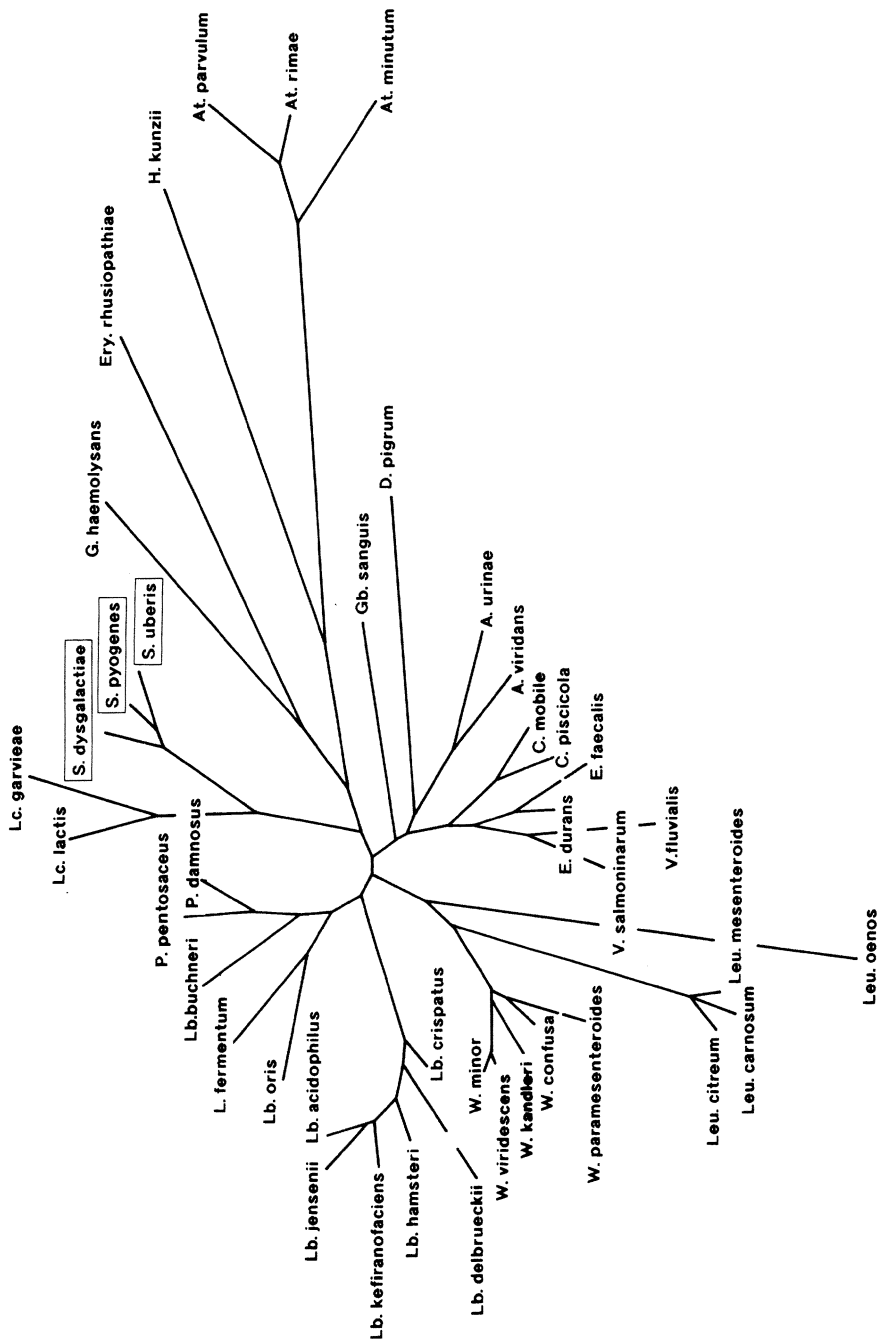 At. parvulum
At. rimae
At. minutum
H. kunzii
Ery. rhusiopathiae
G. haemolysans
D. pigrum
Gb. sanguis
S. uberis
S. pyogenes
S. dysgalactiae
Lc. garvieae
Lc. lactis
A. urinae
A. viridans
C. mobile
C. piscicola
E. faecalis
E. durans
V.fluvialis
V. salmoninarum
P. damnosus
P. pentosaceus
Lb.buchneri
L. fermentum
Lb. oris
Lb. acidophilus
Lb. jensenii
Lb. kefiranofaciens
Lb. hamsteri
Lb. delbrueckii
Lb. crispatus
W. minor
W. viridescens
W. kandleri
W. confusa
W. paramesenteroides
Leu. mesenteroides
Leu. oenos
Leu. carnosum
Leu. citreum